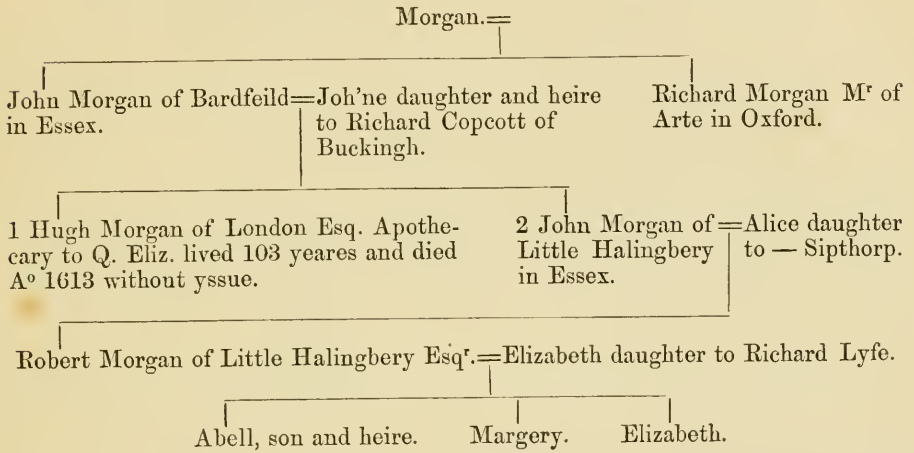 Morgan.=
John Morgan of Bardfeild=Joh'ne daughter and heire
in Essex.
to Richard Copcott of
Buckingh.
Richard Morgan Mʳ of
Arte in Oxford.
1 Hugh Morgan of London Esq. Apothe-
cary to Q. Eliz. lived 103 yeares and died
Aº 1613 without yssue.
2 John Morgan of=Alice daughter
Little Halingbery
in Essex.
to — Sipthorp.
Robert Morgan of Little Halingbery Esqʳ.=Elizabeth daughter to Richard Lyfe.
Abell, son and heire.
Margery.
Elizabeth.